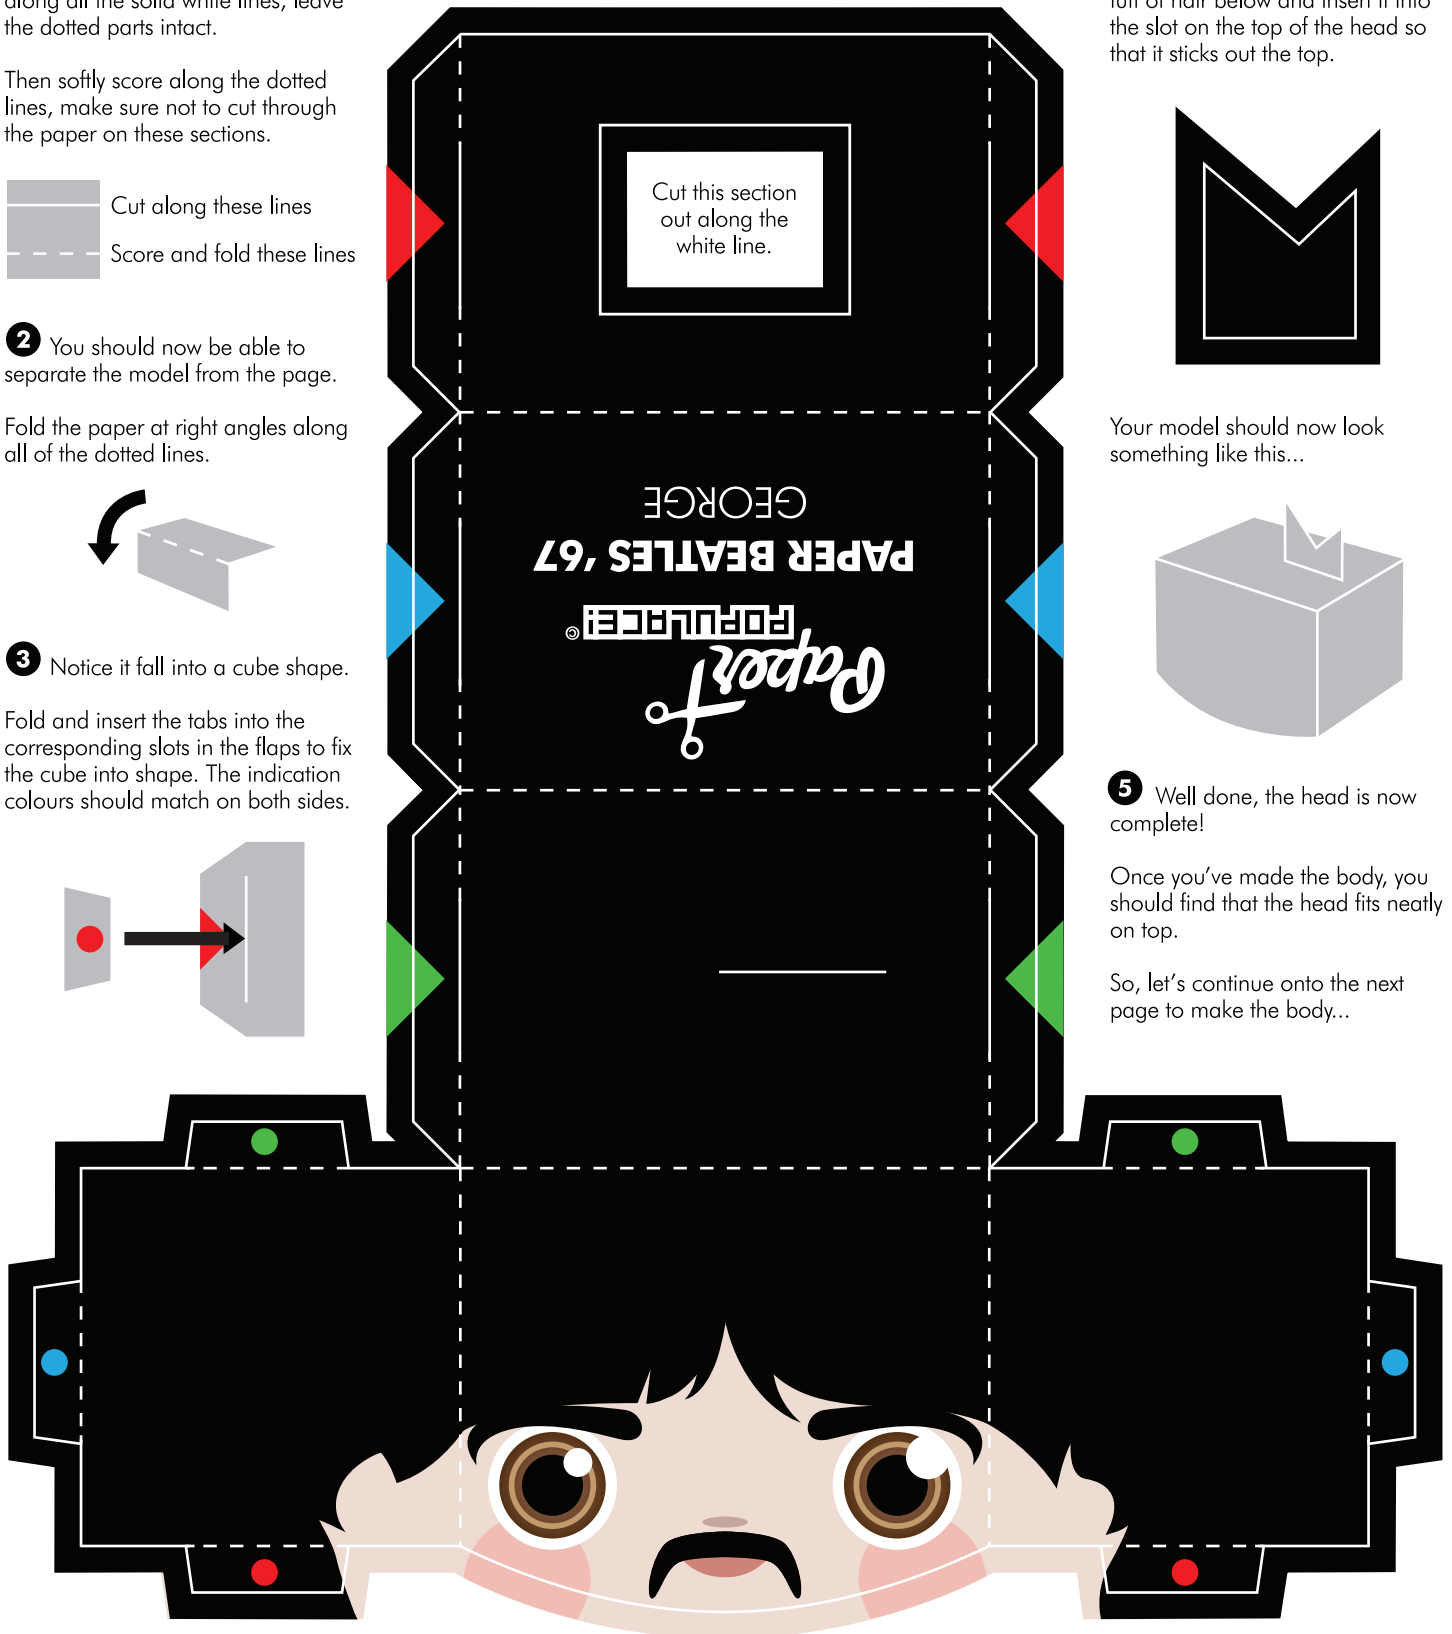 along all the solid white lines, leave
the dotted parts intact.
Then softly score along the dotted
lines, make sure not to cut through
the paper on these sections.
Cut along these lines
Score and fold these lines
2 You should now be able to
separate the model from the page.
Fold the paper at right angles along
all of the dotted lines.
3 Notice it fall into a cube shape.
Fold and insert the tabs into the
corresponding slots in the flaps to fix
the cube into shape. The indication
colours should match on both sides.
Cut this section
out along the
white line.
Paper
POPULACE!©
PAPER BEATLES '67
GEORGE
tuft of hair below and insert it into
the slot on the top of the head so
that it sticks out the top.
Your model should now look
something like this...
5 Well done, the head is now
complete!
Once you've made the body, you
should find that the head fits neatly
on top.
So, let's continue onto the next
page to make the body...